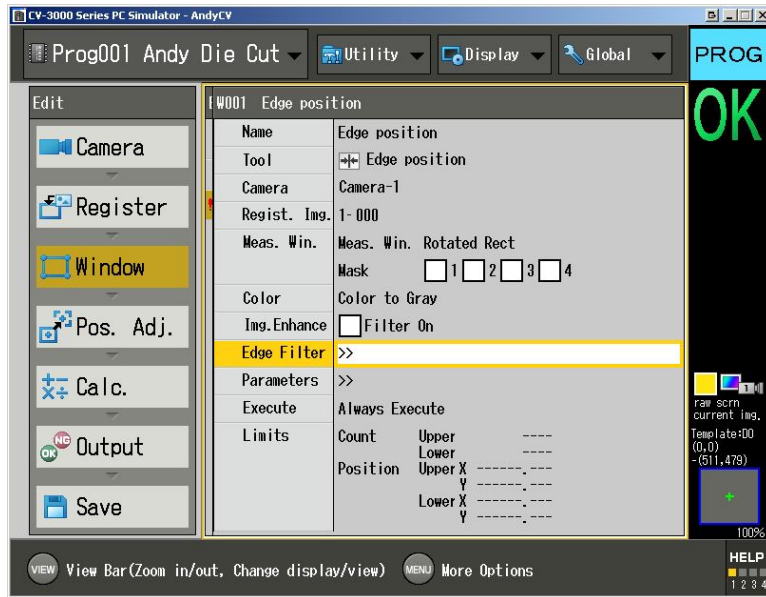 CV-3000 Series PC Simulator - AndyCV
Prog001 Andy Die Cut
Utility
Display
Global
PROG
Edit
Camera
Register
Window
Pos. Adj.
Calc.
NG
OK
Output
Save
W001 Edge position
Name Edge position
Tool Edge position
Camera Camera-1
Regist. Img. 1-000
Meas. Win. Meas. Win. Rotated Rect
Mask 1 2 3 4
Color Color to Gray
Img.Enhance Filter On
Edge Filter >>
Parameters >>
Execute Always Execute
Limits Count Upper ----
Lower ----
Position Upper X ------.---
Y ------.---
Lower X ------.---
Y ------.---
OK
1
raw scrn
current img.
Template:00
(0,0)
-(511,479)
100%
VIEW View Bar(Zoom in/out, Change display/view) MENU More Options
HELP
1 2 3 4